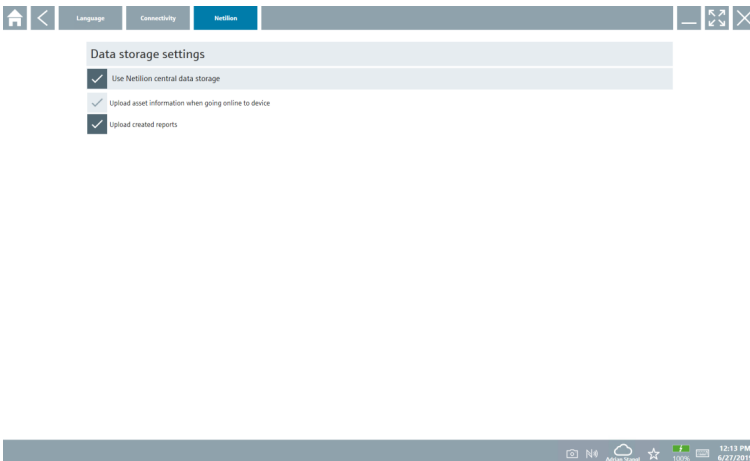 Language
Connectivity
Netilion
Data storage settings
Use Netilion central data storage
Upload asset information when going online to device
Upload created reports
100%
12:13 PM